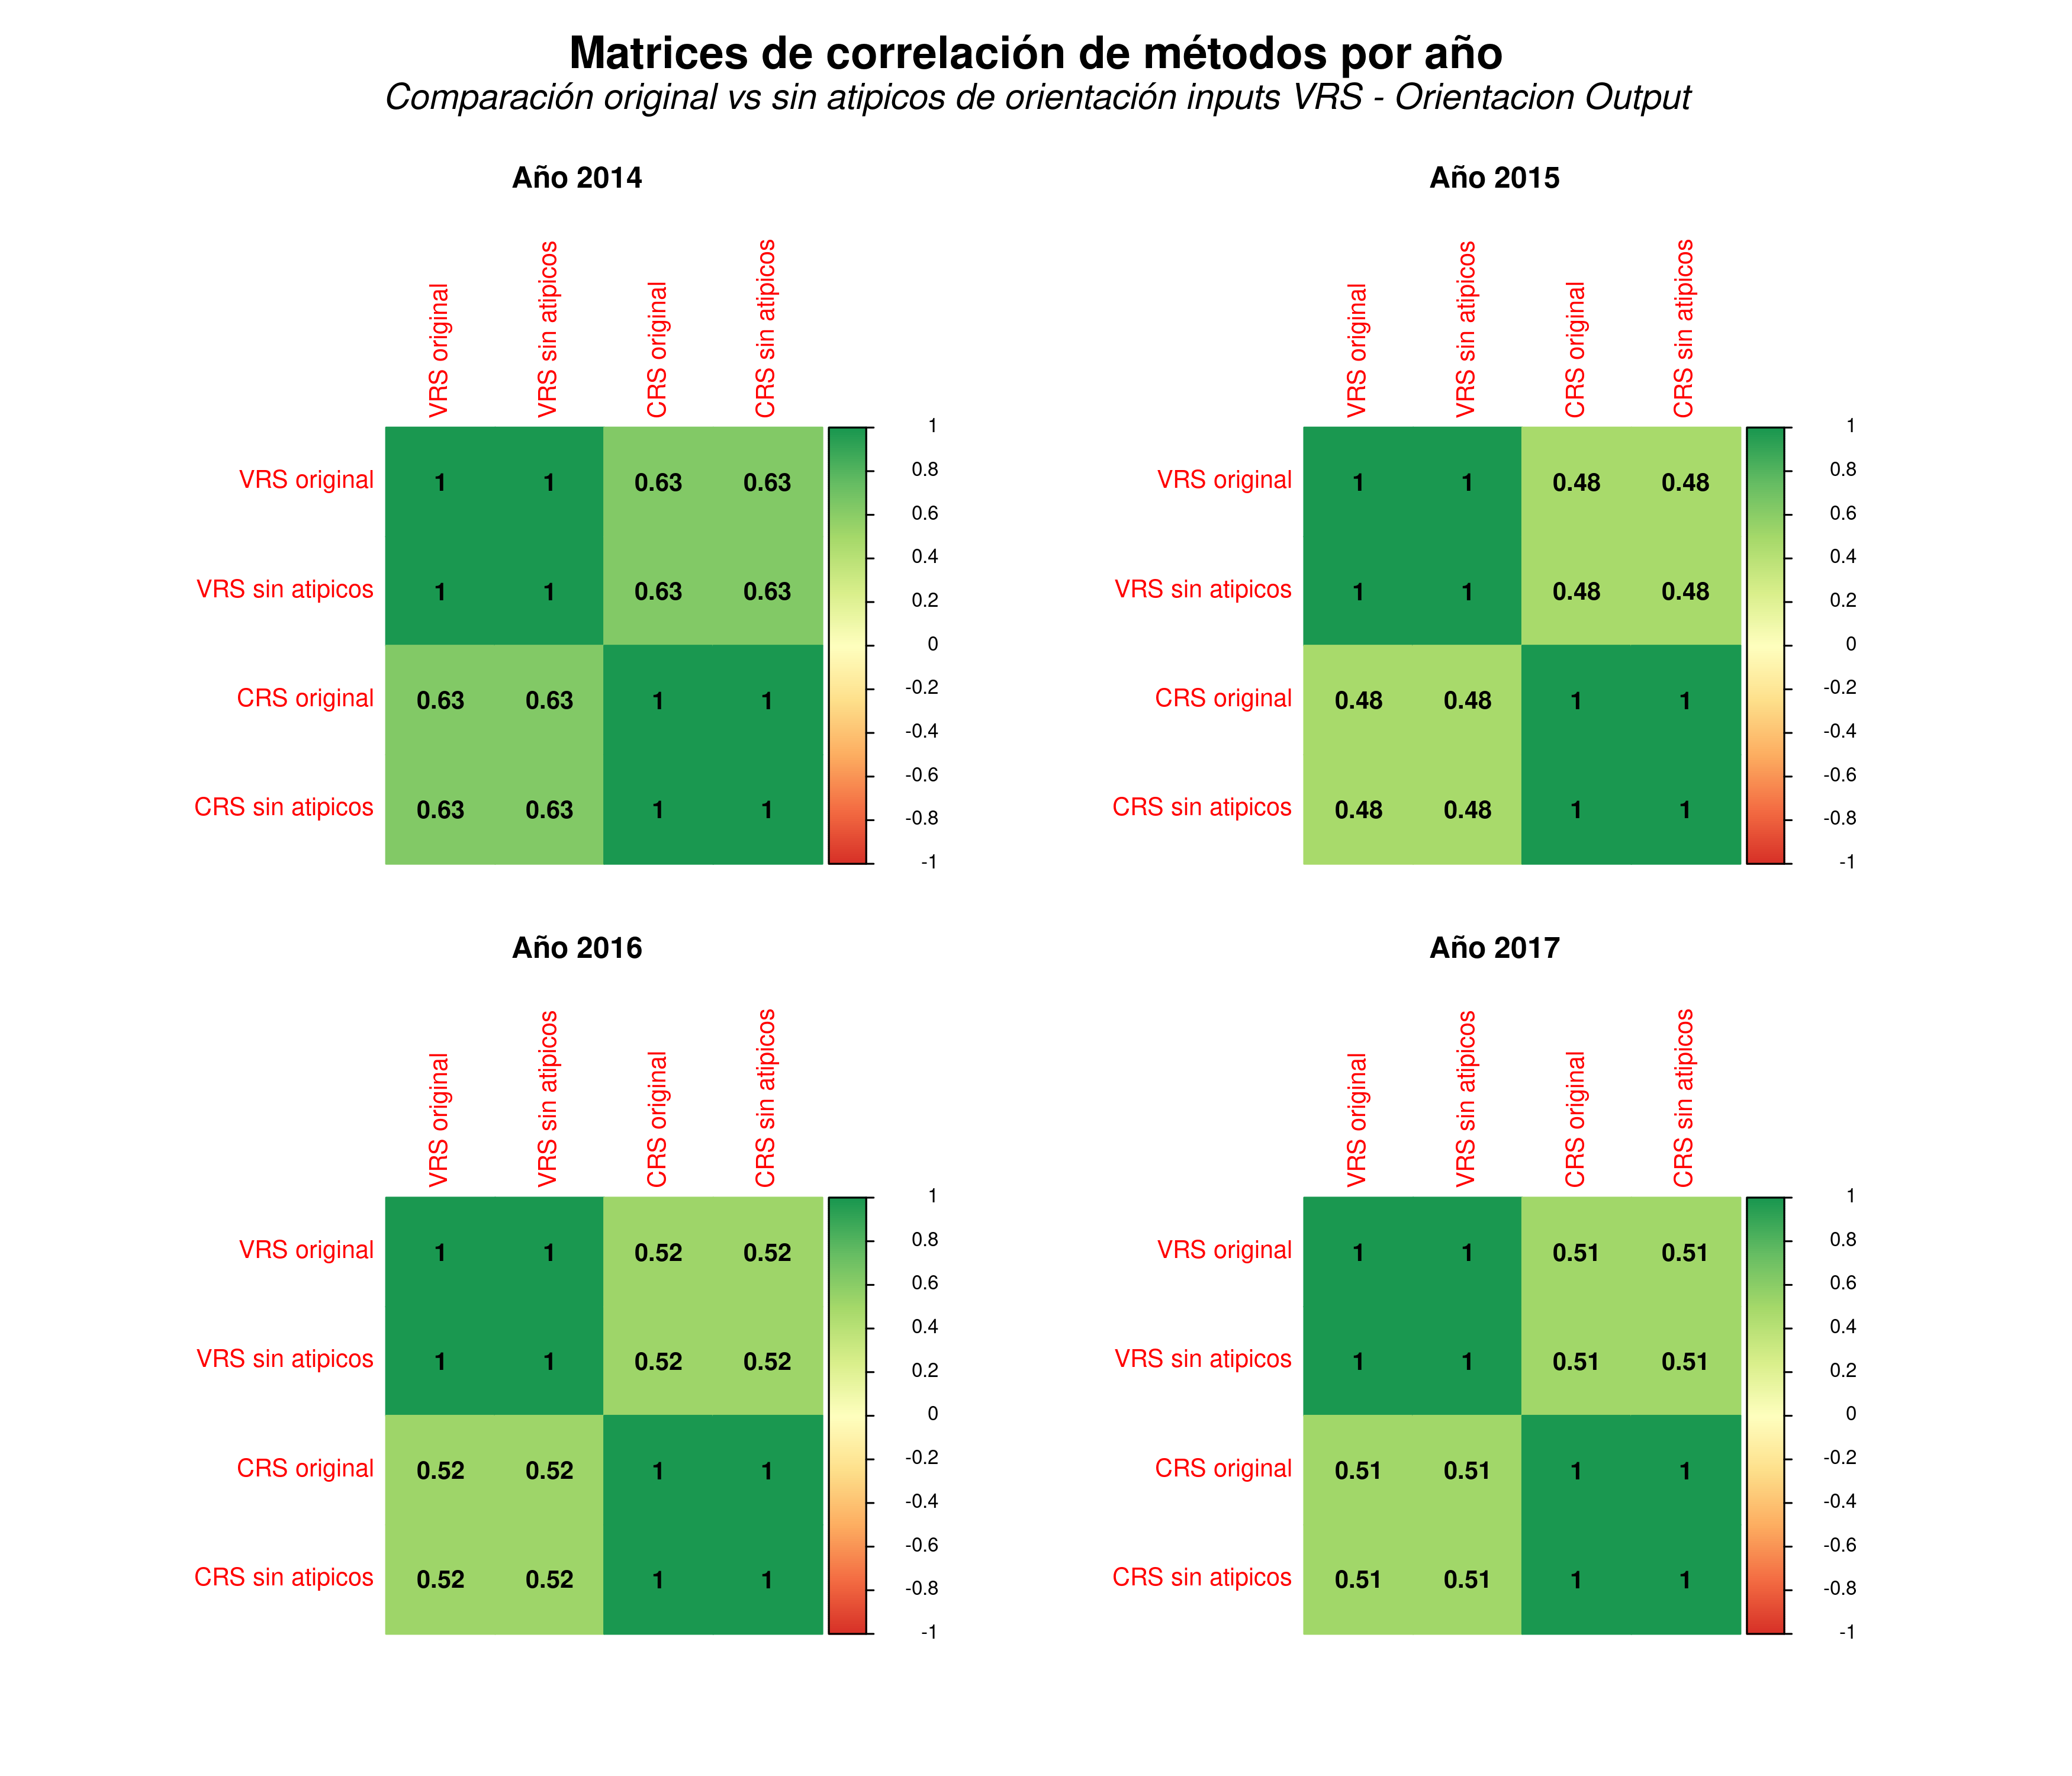 Matrices de correlación de métodos por año
Comparación original vs sin atipicos de orientación inputs VRS - Orientacion Output
Año 2014
VRS original
VRS sin atipicos
CRS original
CRS sin atipicos
VRS original 1 1 0.63 0.63
VRS sin atipicos 1 1 0.63 0.63
CRS original 0.63 0.63 1 1
CRS sin atipicos 0.63 0.63 1 1
1
0.8
0.6
0.4
0.2
0
-0.2
-0.4
-0.6
-0.8
-1
Año 2015
VRS original
VRS sin atipicos
CRS original
CRS sin atipicos
VRS original 1 1 0.48 0.48
VRS sin atipicos 1 1 0.48 0.48
CRS original 0.48 0.48 1 1
CRS sin atipicos 0.48 0.48 1 1
1
0.8
0.6
0.4
0.2
0
-0.2
-0.4
-0.6
-0.8
-1
Año 2016
VRS original
VRS sin atipicos
CRS original
CRS sin atipicos
VRS original 1 1 0.52 0.52
VRS sin atipicos 1 1 0.52 0.52
CRS original 0.52 0.52 1 1
CRS sin atipicos 0.52 0.52 1 1
1
0.8
0.6
0.4
0.2
0
-0.2
-0.4
-0.6
-0.8
-1
Año 2017
VRS original
VRS sin atipicos
CRS original
CRS sin atipicos
VRS original 1 1 0.51 0.51
VRS sin atipicos 1 1 0.51 0.51
CRS original 0.51 0.51 1 1
CRS sin atipicos 0.51 0.51 1 1
1
0.8
0.6
0.4
0.2
0
-0.2
-0.4
-0.6
-0.8
-1